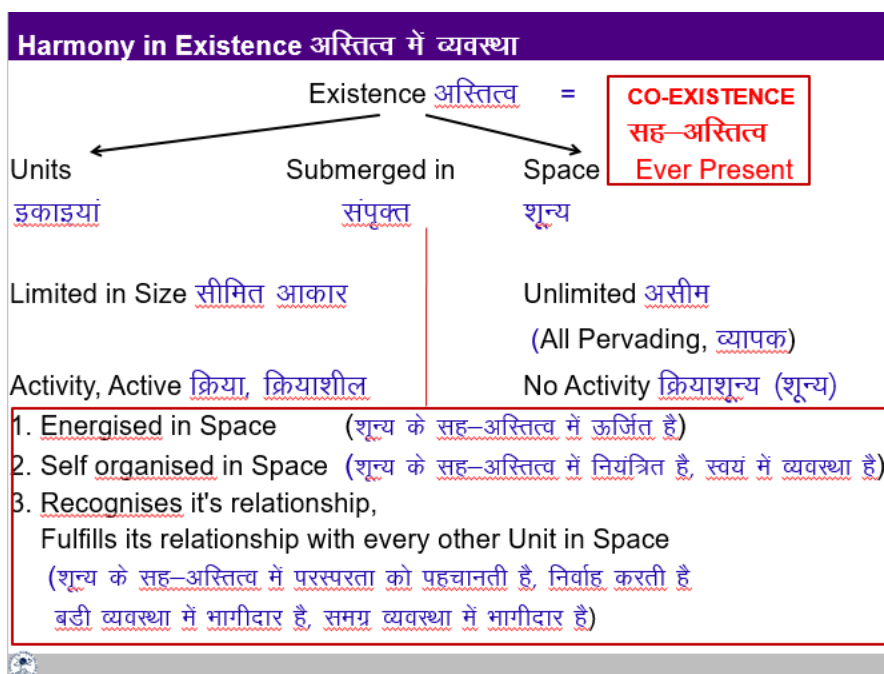 Harmony in Existence अस्तित्व में व्यवस्था
Existence अस्तित्व = CO-EXISTENCE
सह–अस्तित्व
Ever Present
Units Submerged in Space
इकाइयां संपृक्त शून्य
Limited in Size सीमित आकार Unlimited असीम
(All Pervading, व्यापक)
Activity, Active क्रिया, क्रियाशील No Activity क्रियाशून्य (शून्य)
1. Energised in Space (शून्य के सह–अस्तित्व में ऊर्जित है)
2. Self organised in Space (शून्य के सह–अस्तित्व में नियंत्रित है, स्वयं में व्यवस्था है)
3. Recognises it's relationship,
Fulfills its relationship with every other Unit in Space
(शून्य के सह–अस्तित्व में परस्परता को पहचानती है, निर्वाह करती है
बडी व्यवस्था में भागीदार है, समग्र व्यवस्था में भागीदार है)